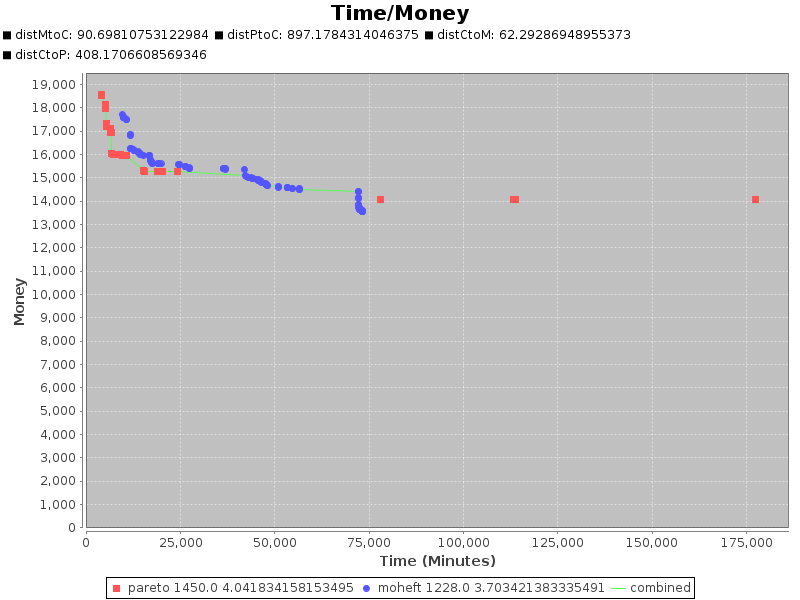 Time/Money
distMtoC: 90.69810753122984 distPtoC: 897.1784314046375 distCtoM: 62.29286948955373
distCtoP: 408.1706608569346
19,000
18,000
17,000
16,000
15,000
14,000
13,000
12,000
11,000
10,000
9,000
8,000
7,000
6,000
5,000
4,000
3,000
2,000
1,000
0
Money
0 25,000 50,000 75,000 100,000 125,000 150,000 175,000
Time (Minutes)
pareto 1450.0 4.041834158153495 moheft 1228.0 3.703421383335491 combined